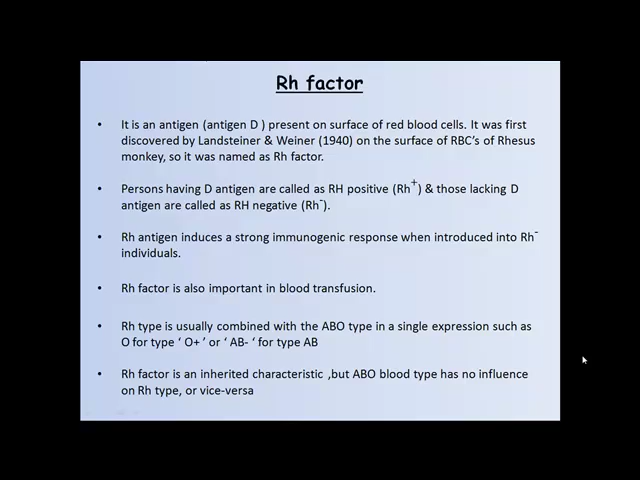 Rh factor
• It is an antigen (antigen D ) present on surface of red blood cells. It was first
discovered by Landsteiner & Weiner (1940) on the surface of RBC’s of Rhesus
monkey, so it was named as Rh factor.
• Persons having D antigen are called as RH positive (Rh⁺) & those lacking D
antigen are called as RH negative (Rh⁻).
• Rh antigen induces a strong immunogenic response when introduced into Rh⁻
individuals.
• Rh factor is also important in blood transfusion.
• Rh type is usually combined with the ABO type in a single expression such as
O for type ‘ O+ ’ or ‘ AB- ‘ for type AB
• Rh factor is an inherited characteristic ,but ABO blood type has no influence
on Rh type, or vice-versa